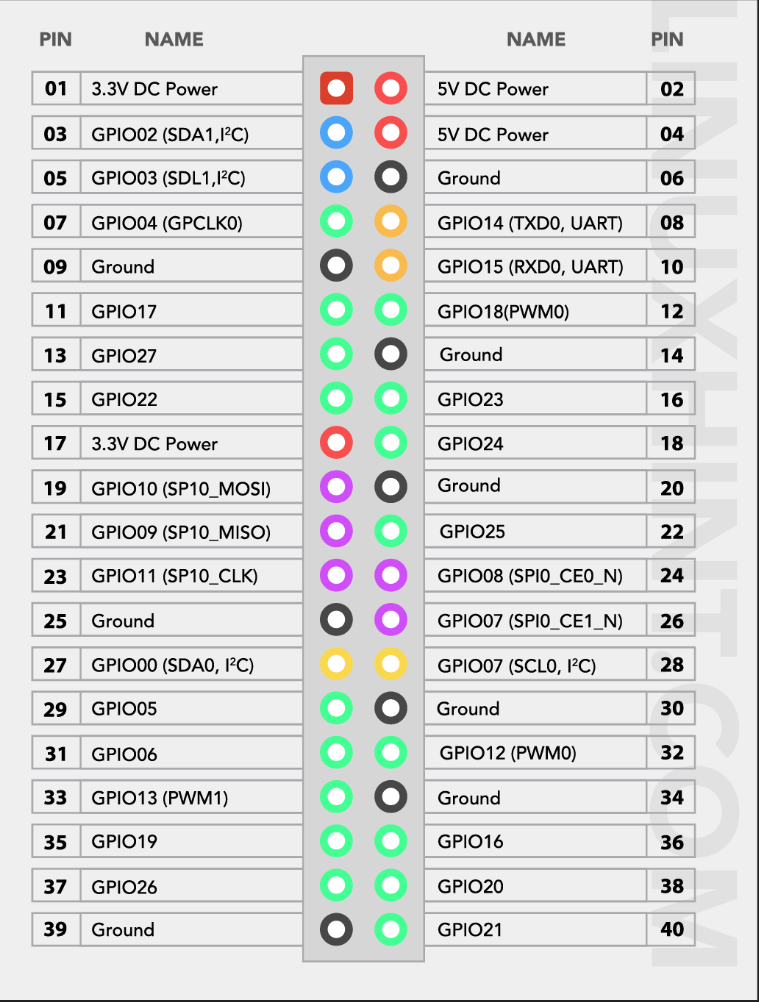 PIN NAME NAME PIN
01 3.3V DC Power 5V DC Power 02
03 GPIO02 (SDA1,I²C) 5V DC Power 04
05 GPIO03 (SDL1,I²C) Ground 06
07 GPIO04 (GPCLK0) GPIO14 (TXD0, UART) 08
09 Ground GPIO15 (RXD0, UART) 10
11 GPIO17 GPIO18(PWM0) 12
13 GPIO27 Ground 14
15 GPIO22 GPIO23 16
17 3.3V DC Power GPIO24 18
19 GPIO10 (SP10_MOSI) Ground 20
21 GPIO09 (SP10_MISO) GPIO25 22
23 GPIO11 (SP10_CLK) GPIO08 (SPI0_CE0_N) 24
25 Ground GPIO07 (SPI0_CE1_N) 26
27 GPIO00 (SDA0, I²C) GPIO07 (SCL0, I²C) 28
29 GPIO05 Ground 30
31 GPIO06 GPIO12 (PWM0) 32
33 GPIO13 (PWM1) Ground 34
35 GPIO19 GPIO16 36
37 GPIO26 GPIO20 38
39 Ground GPIO21 40
LINUXHINT.COM